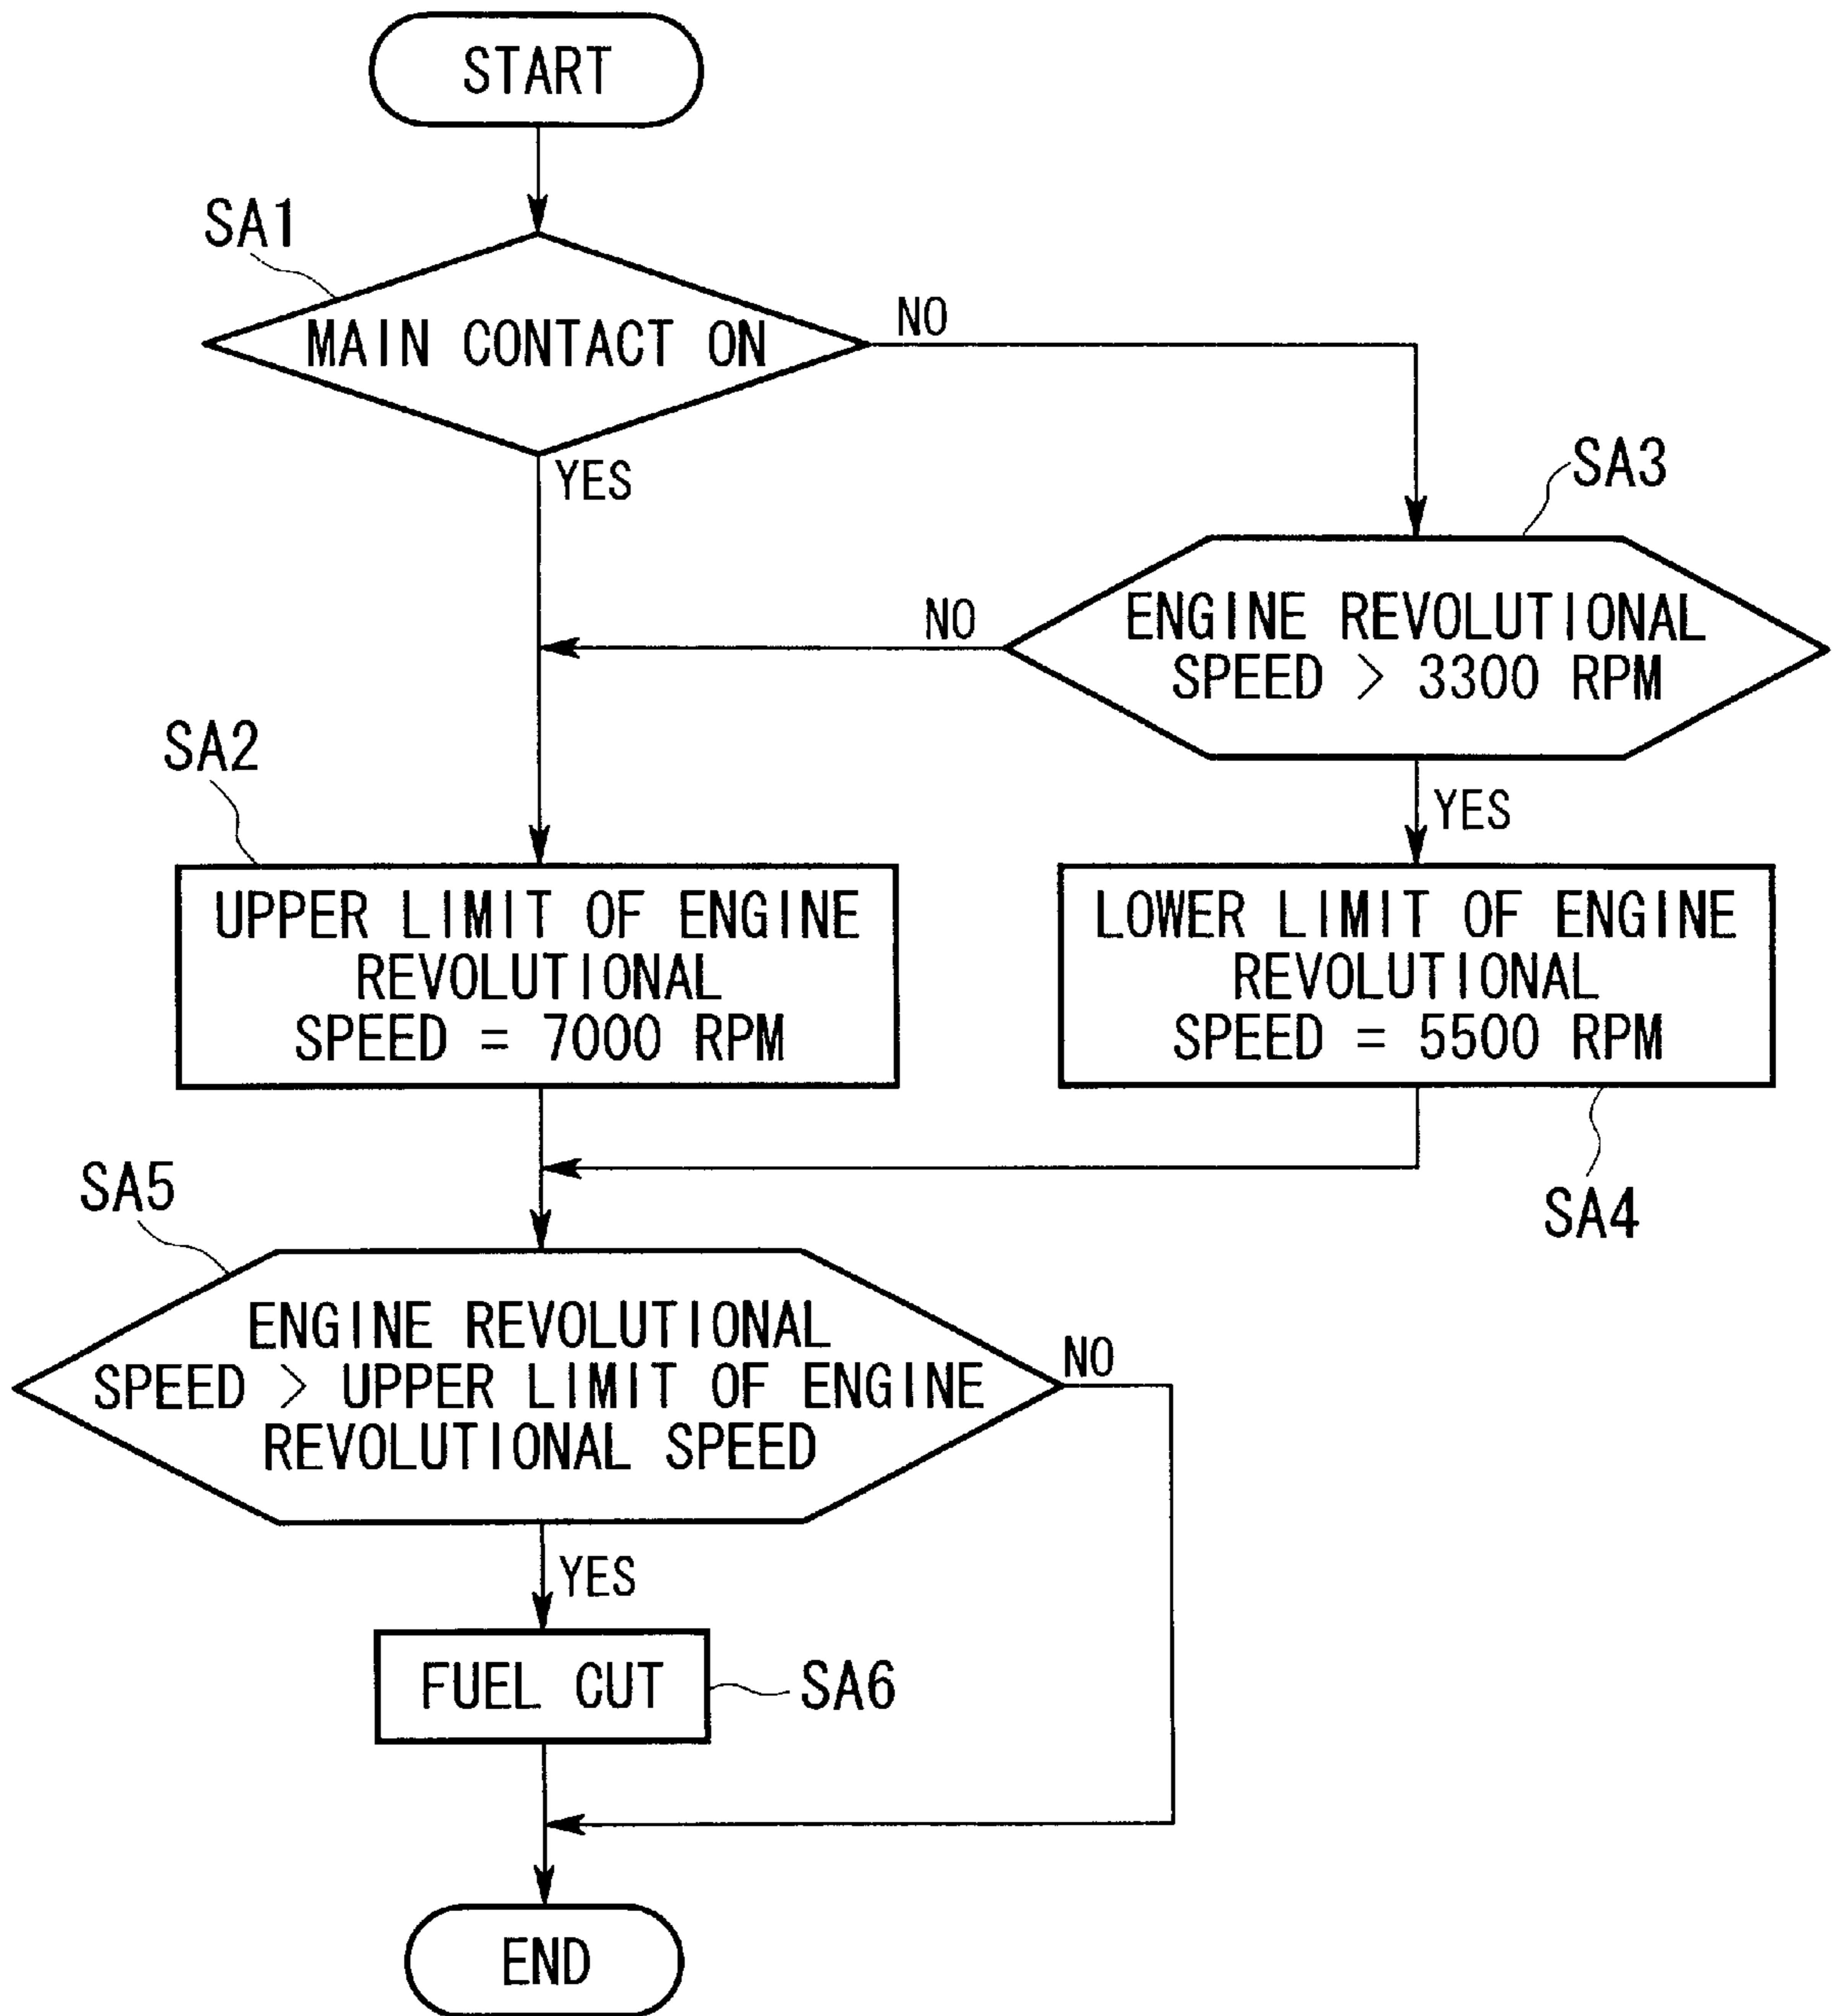 START
SA1
MAIN CONTACT ON
NO
YES
SA3
ENGINE REVOLUTIONAL
SPEED > 3300 RPM
NO
YES
SA2
UPPER LIMIT OF ENGINE
REVOLUTIONAL
SPEED = 7000 RPM
LOWER LIMIT OF ENGINE
REVOLUTIONAL
SPEED = 5500 RPM
SA4
SA5
ENGINE REVOLUTIONAL
SPEED > UPPER LIMIT OF ENGINE
REVOLUTIONAL SPEED
NO
YES
FUEL CUT
SA6
END